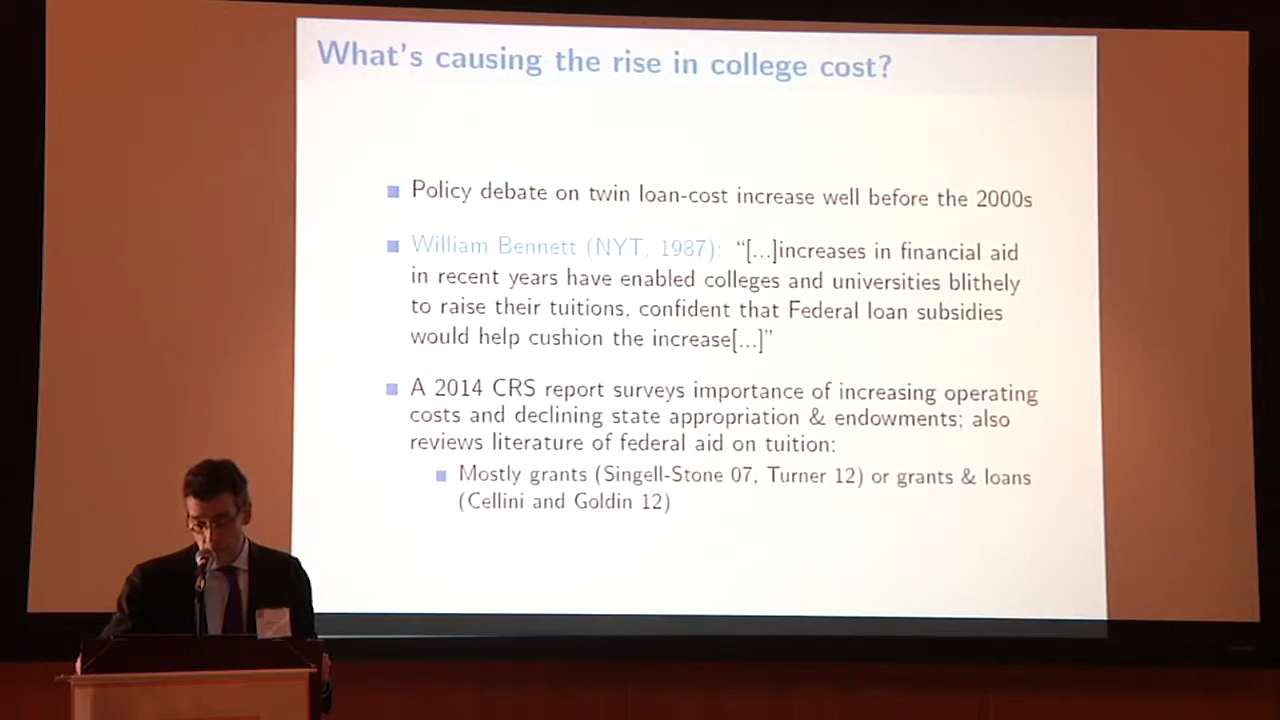 What's causing the rise in college cost?
Policy debate on twin loan-cost increase well before the 2000s
William Bennett (NYT, 1987): “[...]increases in financial aid
in recent years have enabled colleges and universities blithely
to raise their tuitions, confident that Federal loan subsidies
would help cushion the increase[...]”
A 2014 CRS report surveys importance of increasing operating
costs and declining state appropriation & endowments; also
reviews literature of federal aid on tuition:
Mostly grants (Singell-Stone 07, Turner 12) or grants & loans
(Cellini and Goldin 12)